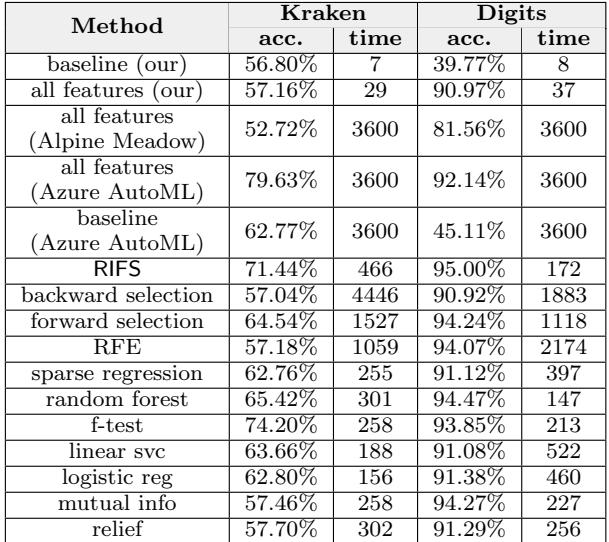 Method Kraken Digits
acc. time acc. time
baseline (our) 56.80% 7 39.77% 8
all features (our) 57.16% 29 90.97% 37
all features
(Alpine Meadow) 52.72% 3600 81.56% 3600
all features
(Azure AutoML) 79.63% 3600 92.14% 3600
baseline
(Azure AutoML) 62.77% 3600 45.11% 3600
RIFS 71.44% 466 95.00% 172
backward selection 57.04% 4446 90.92% 1883
forward selection 64.54% 1527 94.24% 1118
RFE 57.18% 1059 94.07% 2174
sparse regression 62.76% 255 91.12% 397
random forest 65.42% 301 94.47% 147
f-test 74.20% 258 93.85% 213
linear svc 63.66% 188 91.08% 522
logistic reg 62.80% 156 91.38% 460
mutual info 57.46% 258 94.27% 227
relief 57.70% 302 91.29% 256